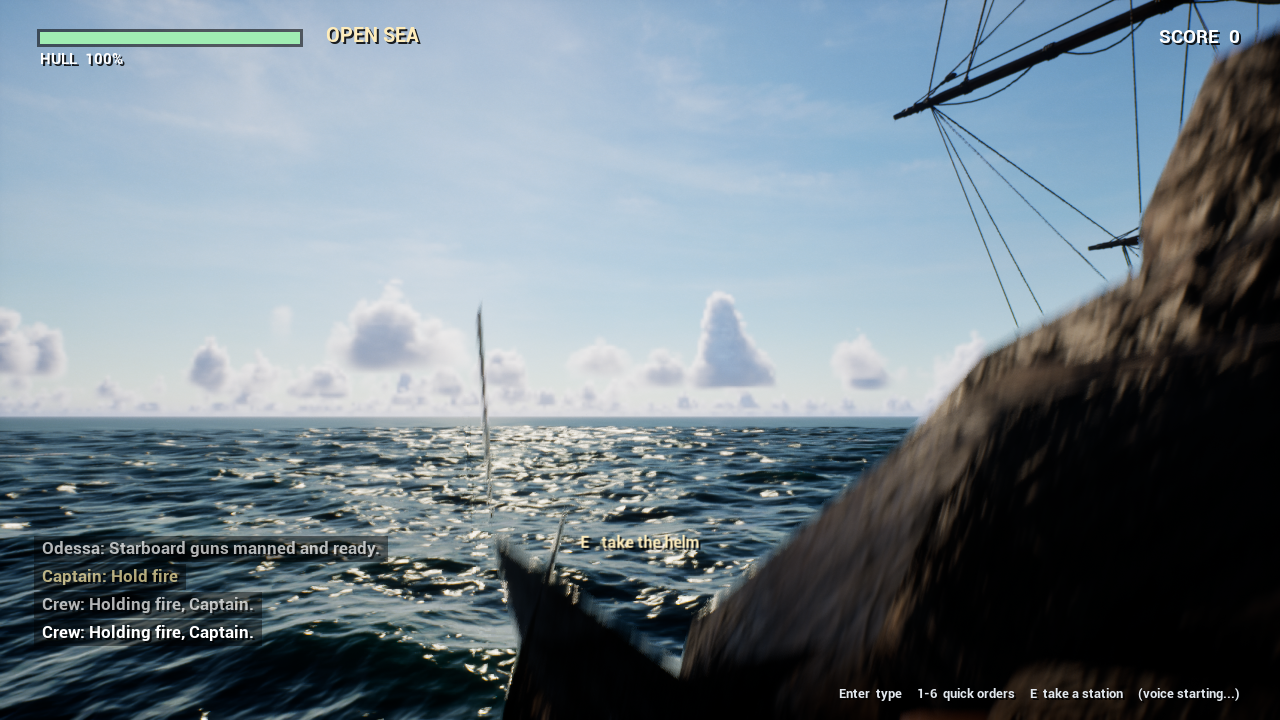 OPEN SEA
SCORE 0
HULL 100%
E take the helm
Odessa: Starboard guns manned and ready.
Captain: Hold fire
Crew: Holding fire, Captain.
Crew: Holding fire, Captain.
Enter type 1-6 quick orders E take a station (voice starting...)